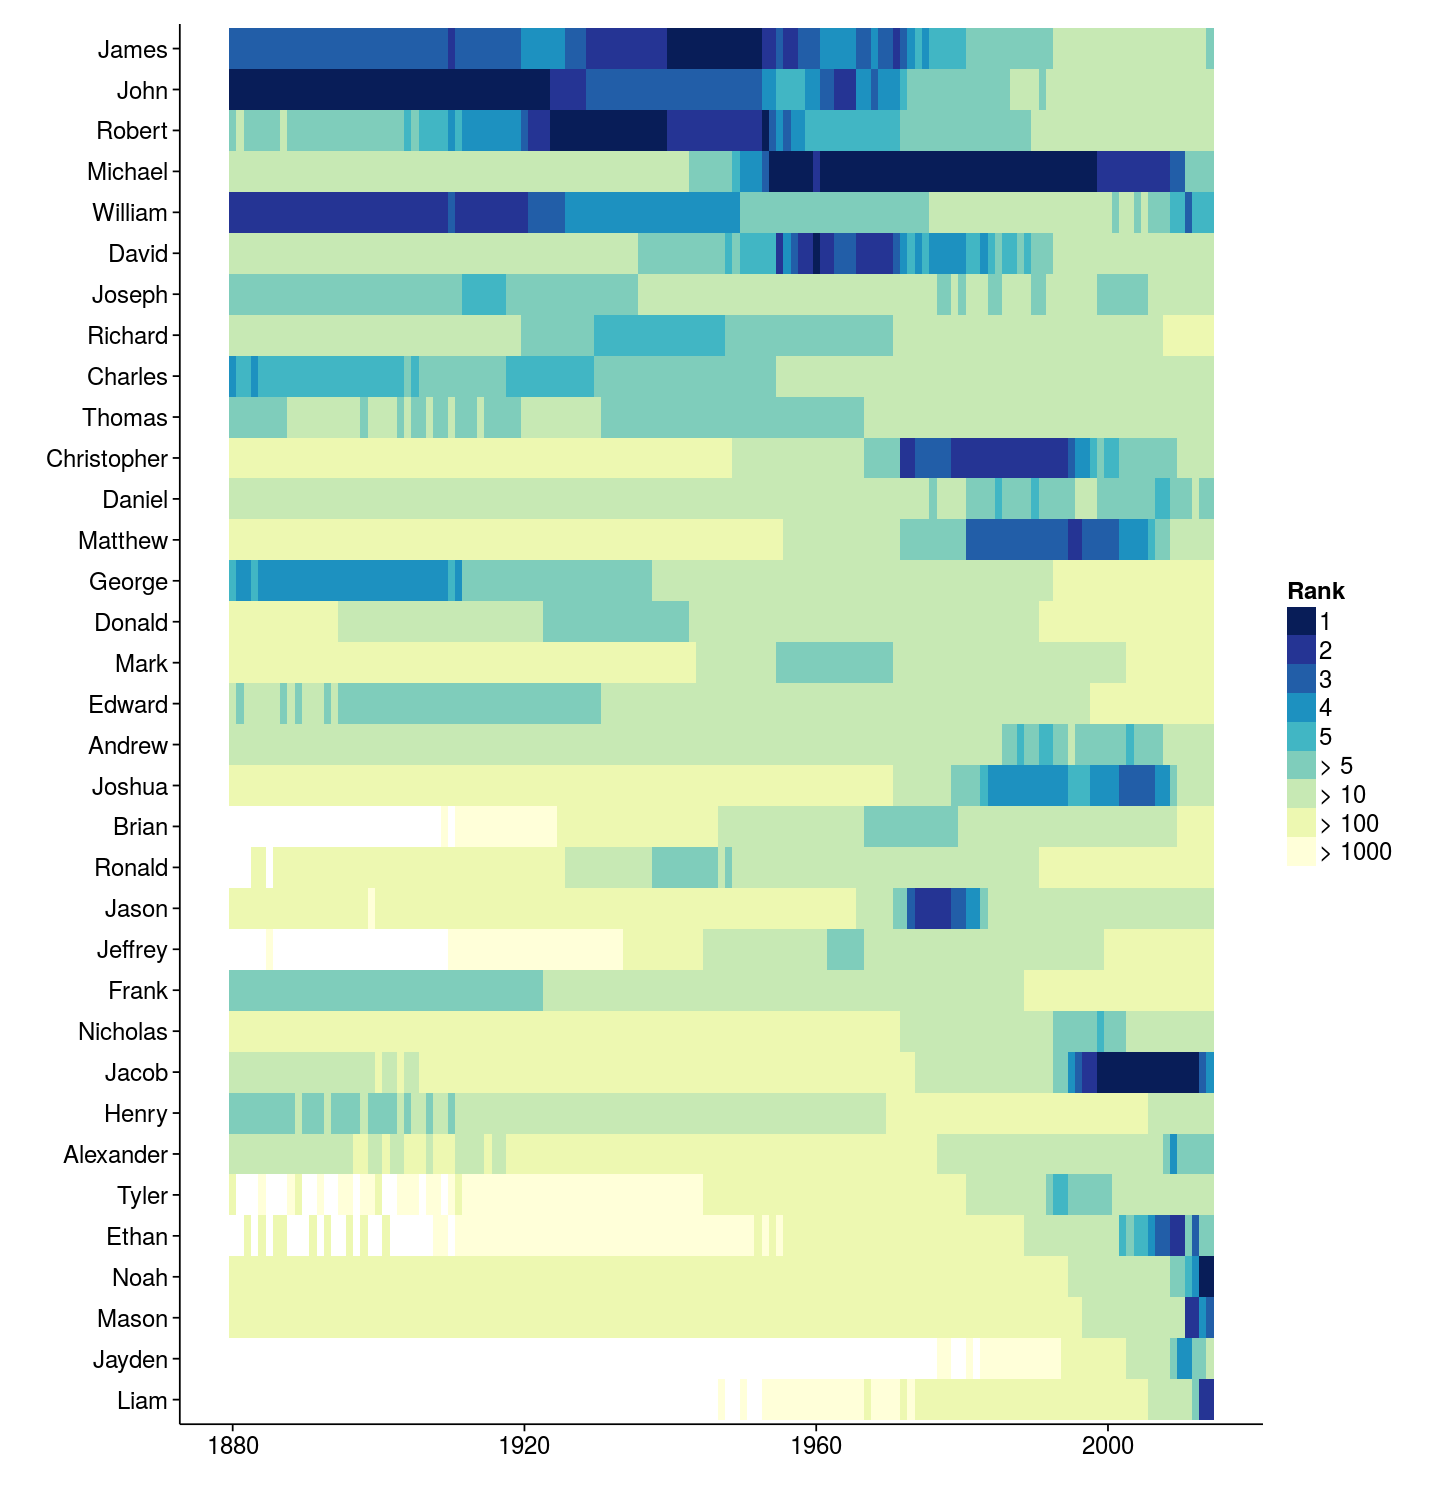 James
John
Robert
Michael
William
David
Joseph
Richard
Charles
Thomas
Christopher
Daniel
Matthew
George
Donald
Mark
Edward
Andrew
Joshua
Brian
Ronald
Jason
Jeffrey
Frank
Nicholas
Jacob
Henry
Alexander
Tyler
Ethan
Noah
Mason
Jayden
Liam
1880 1920 1960 2000
Rank
1
2
3
4
5
> 5
> 10
> 100
> 1000